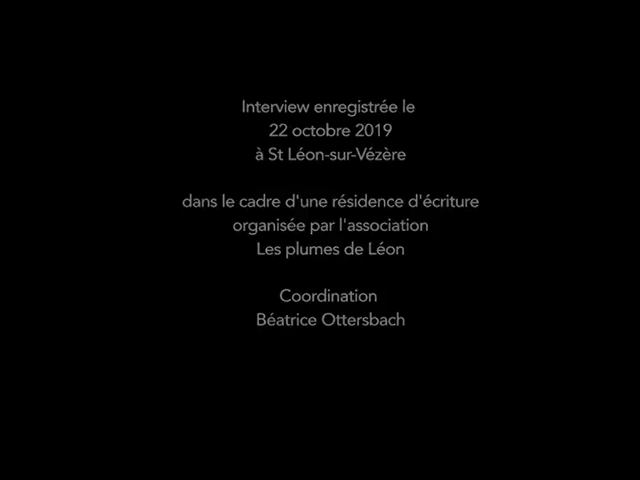 Interview enregistrée le
22 octobre 2019
à St Léon-sur-Vézère
dans le cadre d'une résidence d'écriture
organisée par l'association
Les plumes de Léon
Coordination
Béatrice Ottersbach